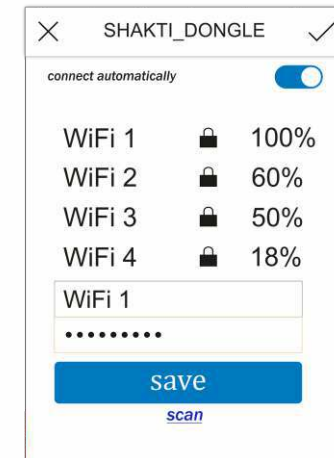 SHAKTI_DONGLE
connect automatically
WiFi 1 100%
WiFi 2 60%
WiFi 3 50%
WiFi 4 18%
WiFi 1
•••••••••
save
scan